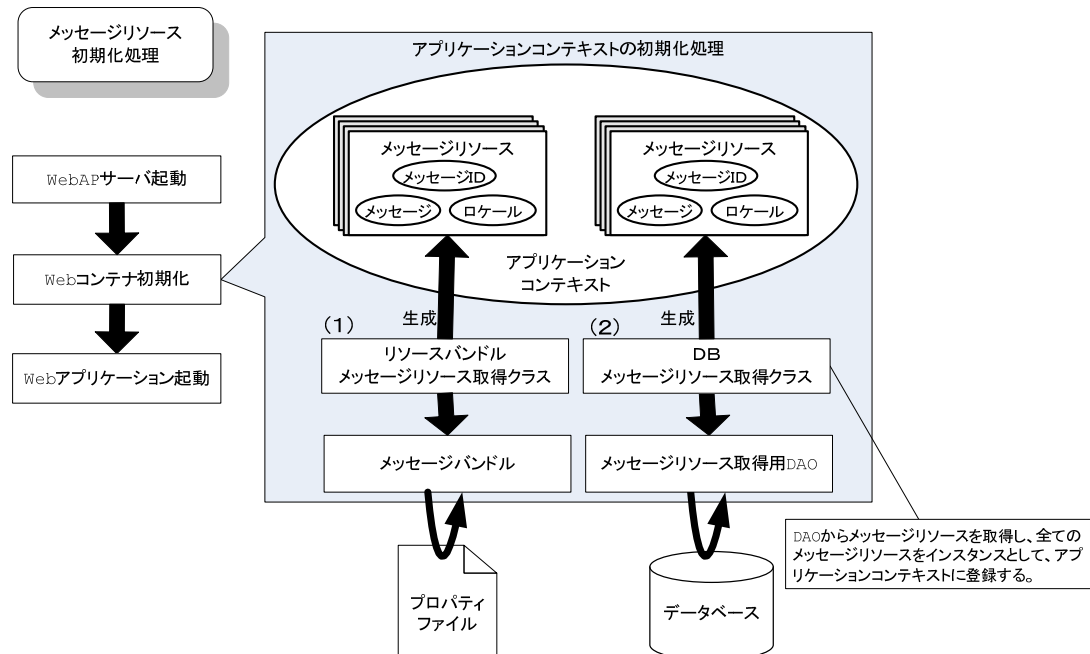 メッセージリソース
初期化処理
アプリケーションコンテキストの初期化処理
WebAPサーバ起動
Webコンテナ初期化
Webアプリケーション起動
メッセージリソース
メッセージID
メッセージ
ロケール
メッセージリソース
メッセージID
メッセージ
ロケール
アプリケーション
コンテキスト
(1)
生成
(2)
生成
リソースバンドル
メッセージリソース取得クラス
DB
メッセージリソース取得クラス
メッセージバンドル
メッセージリソース取得用DAO
プロパティ
ファイル
データベース
DAOからメッセージリソースを取得し、全ての
メッセージリソースをインスタンスとして、アプ
リケーションコンテキストに登録する。